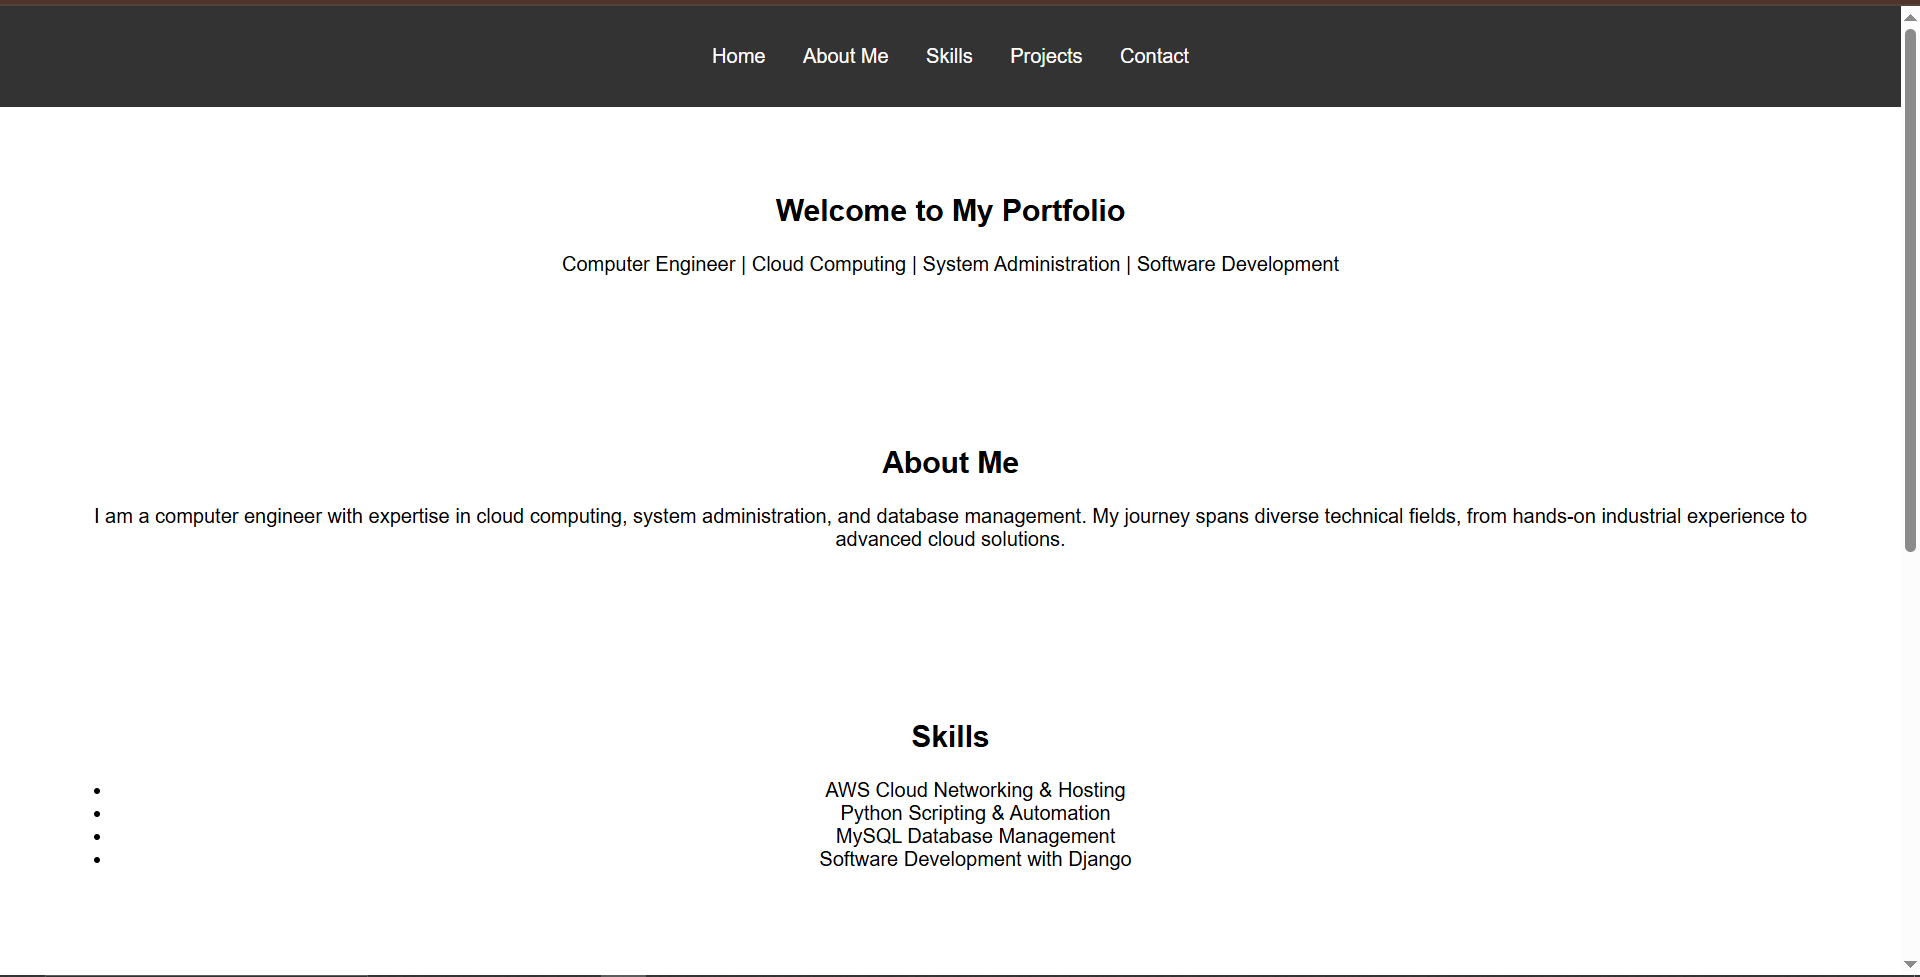 Home About Me Skills Projects Contact
Welcome to My Portfolio
Computer Engineer | Cloud Computing | System Administration | Software Development
About Me
I am a computer engineer with expertise in cloud computing, system administration, and database management. My journey spans diverse technical fields, from hands-on industrial experience to
advanced cloud solutions.
Skills
• AWS Cloud Networking & Hosting
• Python Scripting & Automation
• MySQL Database Management
• Software Development with Django